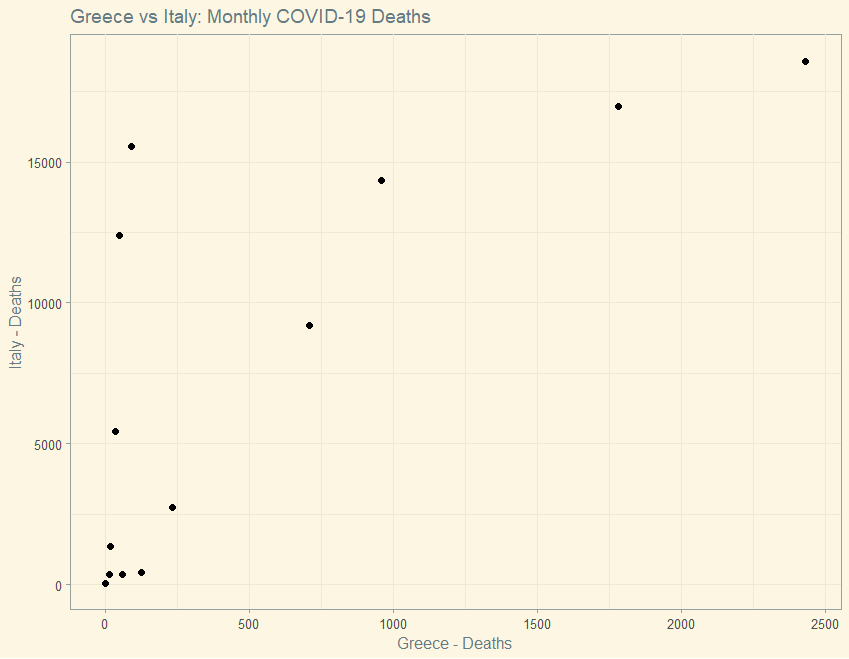 Greece vs Italy: Monthly COVID-19 Deaths
Italy - Deaths
15000
10000
5000
0
0 500 1000 1500 2000 2500
Greece - Deaths